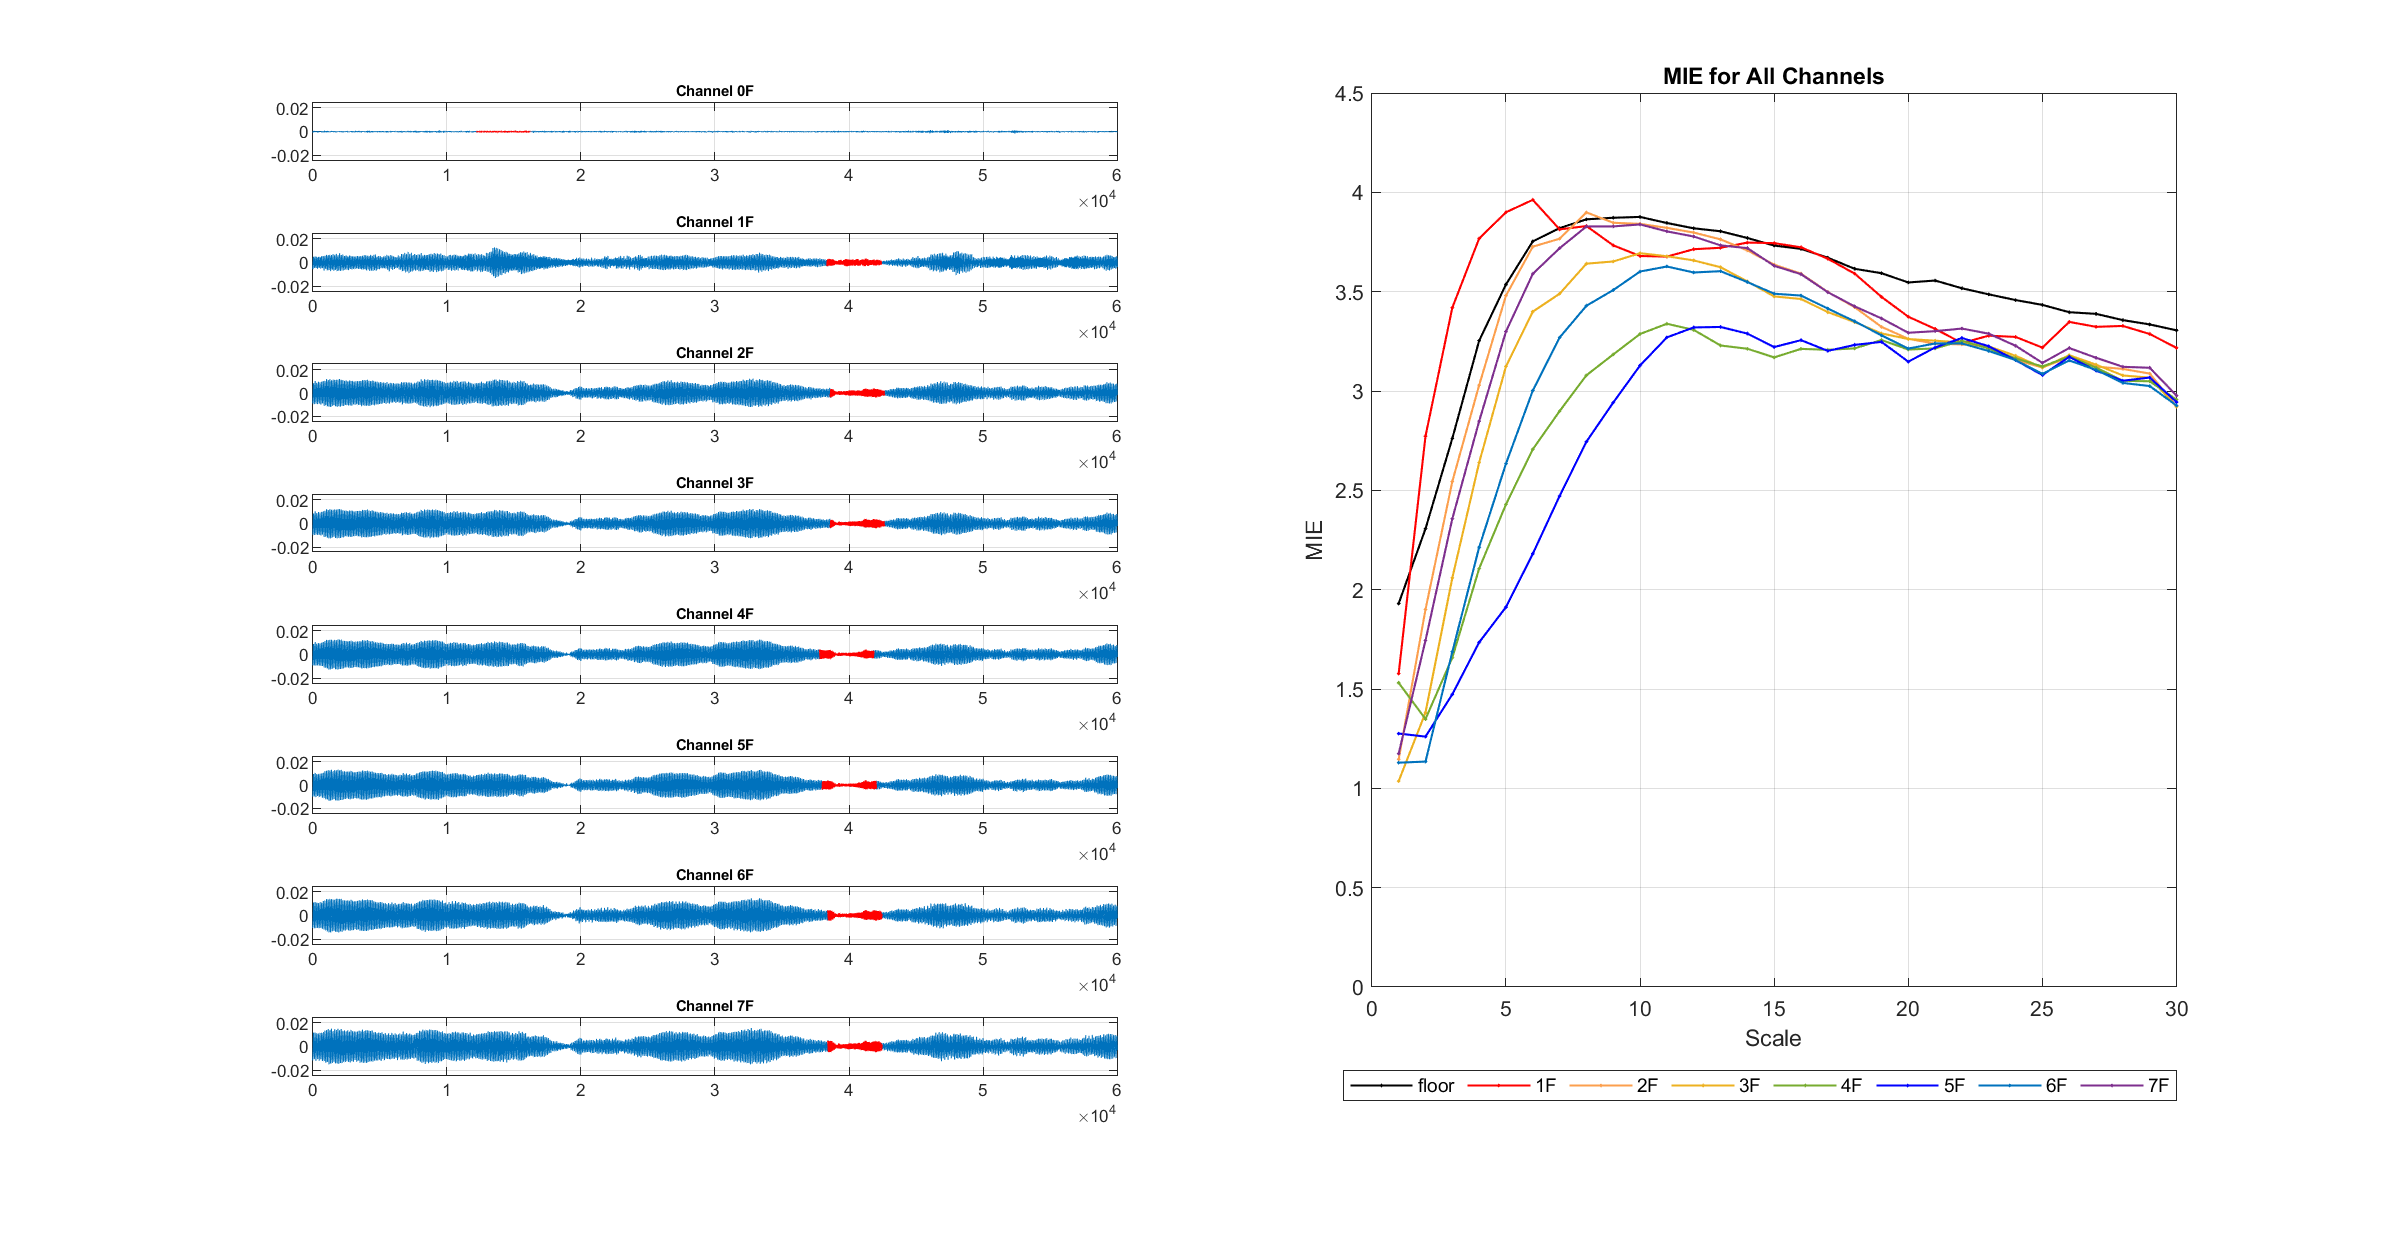 Channel 0F
0.02
0
-0.02
0 1 2 3 4 5 6
×10^4
Channel 1F
0.02
0
-0.02
0 1 2 3 4 5 6
×10^4
Channel 2F
0.02
0
-0.02
0 1 2 3 4 5 6
×10^4
Channel 3F
0.02
0
-0.02
0 1 2 3 4 5 6
×10^4
Channel 4F
0.02
0
-0.02
0 1 2 3 4 5 6
×10^4
Channel 5F
0.02
0
-0.02
0 1 2 3 4 5 6
×10^4
Channel 6F
0.02
0
-0.02
0 1 2 3 4 5 6
×10^4
Channel 7F
0.02
0
-0.02
0 1 2 3 4 5 6
×10^4
MIE for All Channels
4.5
4
3.5
3
2.5
2
1.5
1
0.5
0
MIE
0 5 10 15 20 25 30
Scale
floor 1F 2F 3F 4F 5F 6F 7F